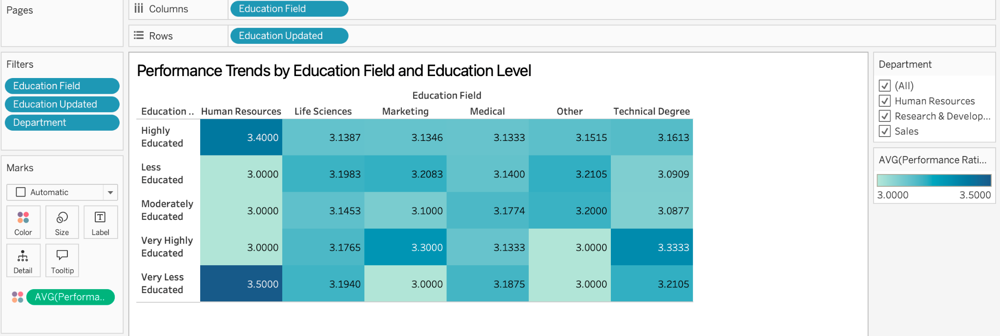 Pages
Columns Education Field
Rows Education Updated
Filters
Education Field
Education Updated
Department
Marks
Automatic
Color Size Label
Detail Tooltip
AVG(Performa..
Performance Trends by Education Field and Education Level
Education Field
Education .. Human Resources Life Sciences Marketing Medical Other Technical Degree
Highly
Educated
3.4000 3.1387 3.1346 3.1333 3.1515 3.1613
Less
Educated
3.0000 3.1983 3.2083 3.1400 3.2105 3.0909
Moderately
Educated
3.0000 3.1453 3.1000 3.1774 3.2000 3.0877
Very Highly
Educated
3.0000 3.1765 3.3000 3.1333 3.0000 3.3333
Very Less
Educated
3.5000 3.1940 3.0000 3.1875 3.0000 3.2105
Department
(All)
Human Resources
Research & Develop...
Sales
AVG(Performance Rati...
3.0000 3.5000